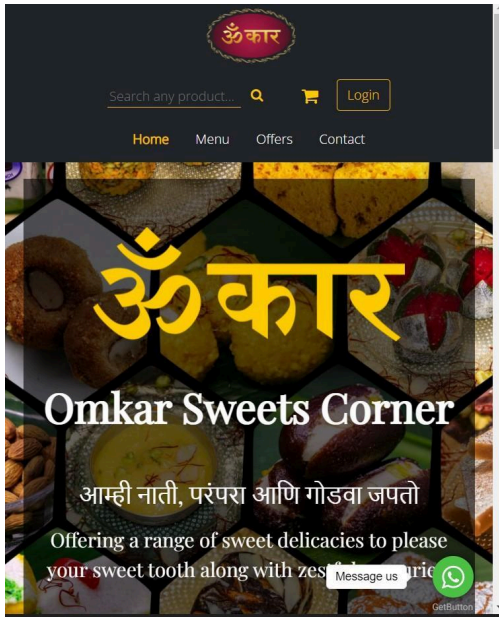 ॐकार
Search any product...
Login
Home Menu Offers Contact
ॐकार
Omkar Sweets Corner
आम्ही नाती, परंपरा आणि गोडवा जपतो
Offering a range of sweet delicacies to please
your sweet tooth along with
Message us
GetButton